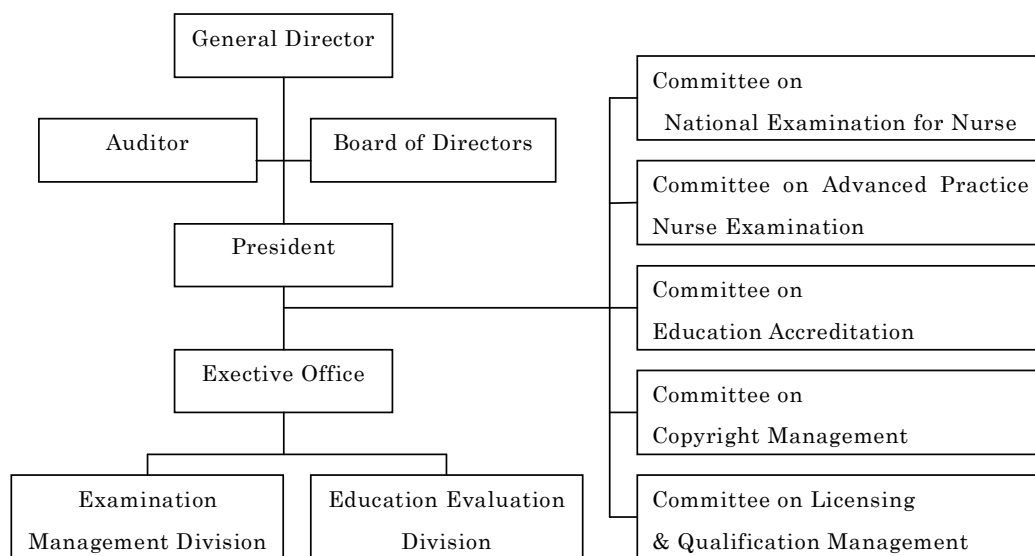 General Director
Auditor
Board of Directors
President
Exective Office
Examination
Management Division
Education Evaluation
Division
Committee on
National Examination for Nurse
Committee on Advanced Practice
Nurse Examination
Committee on
Education Accreditation
Committee on
Copyright Management
Committee on Licensing
& Qualification Management